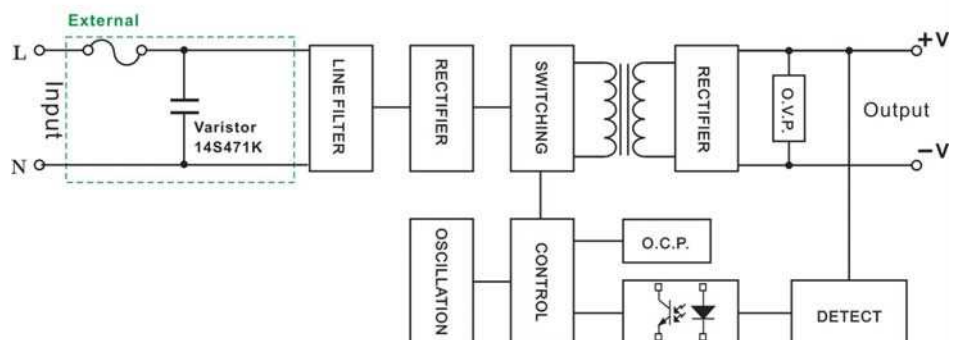 External
L
+V
Input
Varistor
14S471K
LINE FILTER
RECTIFIER
SWITCHING
RECTIFIER
O.V.P.
Output
N
−V
OSCILLATION
CONTROL
O.C.P.
DETECT